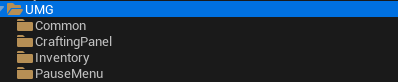 UMG
Common
CraftingPanel
Inventory
PauseMenu